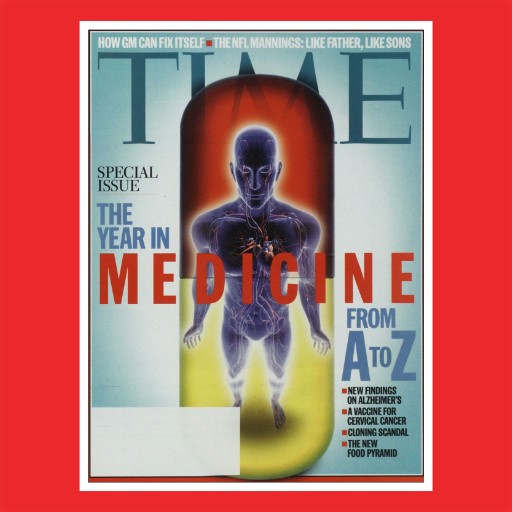 HOW GM CAN FIX ITSELF ■ THE NFL MANNINGS: LIKE FATHER, LIKE SONS
TIME
SPECIAL
ISSUE
THE
YEAR IN
MEDICINE
FROM
A TO Z
■ NEW FINDINGS
ON ALZHEIMER'S
■ A VACCINE FOR
CERVICAL CANCER
■ CLONING SCANDAL
■ THE NEW
FOOD PYRAMID